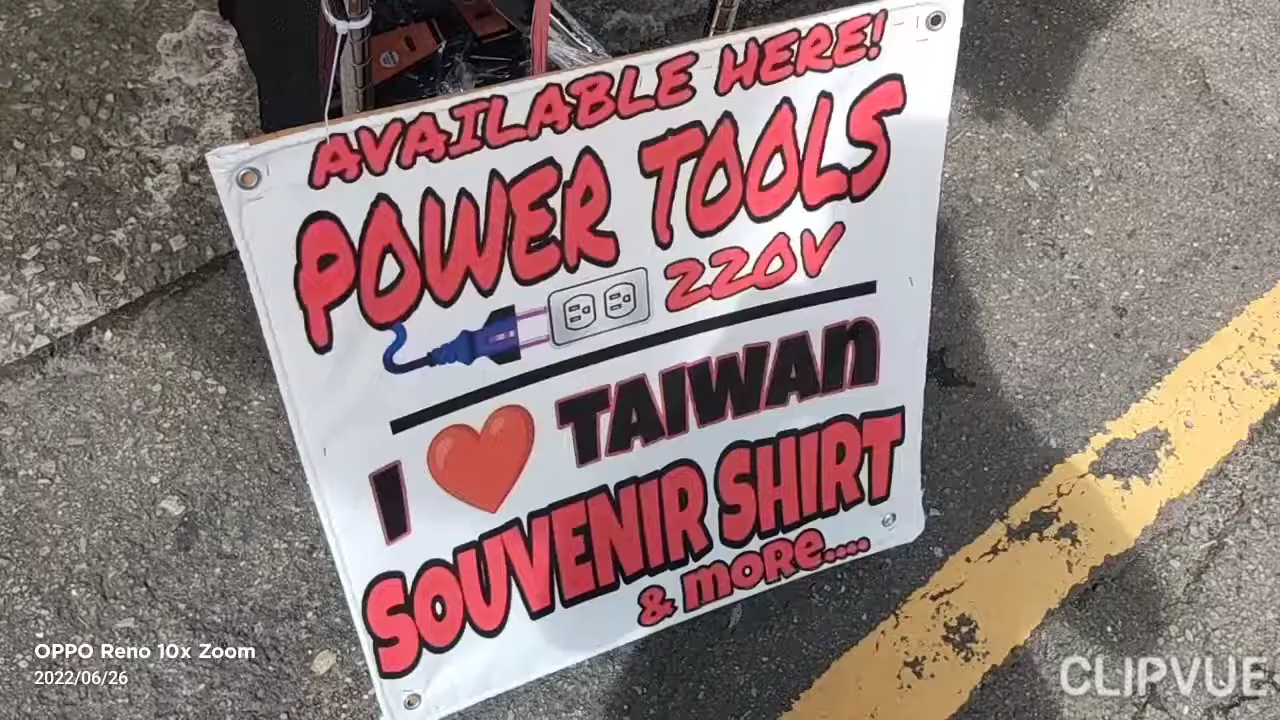 AVAILABLE HERE!
POWER TOOLS
220V
I ❤ TAIWAN
SOUVENIR SHIRT
& MORE....
OPPO Reno 10x Zoom
2022/06/26
CLIPVUE